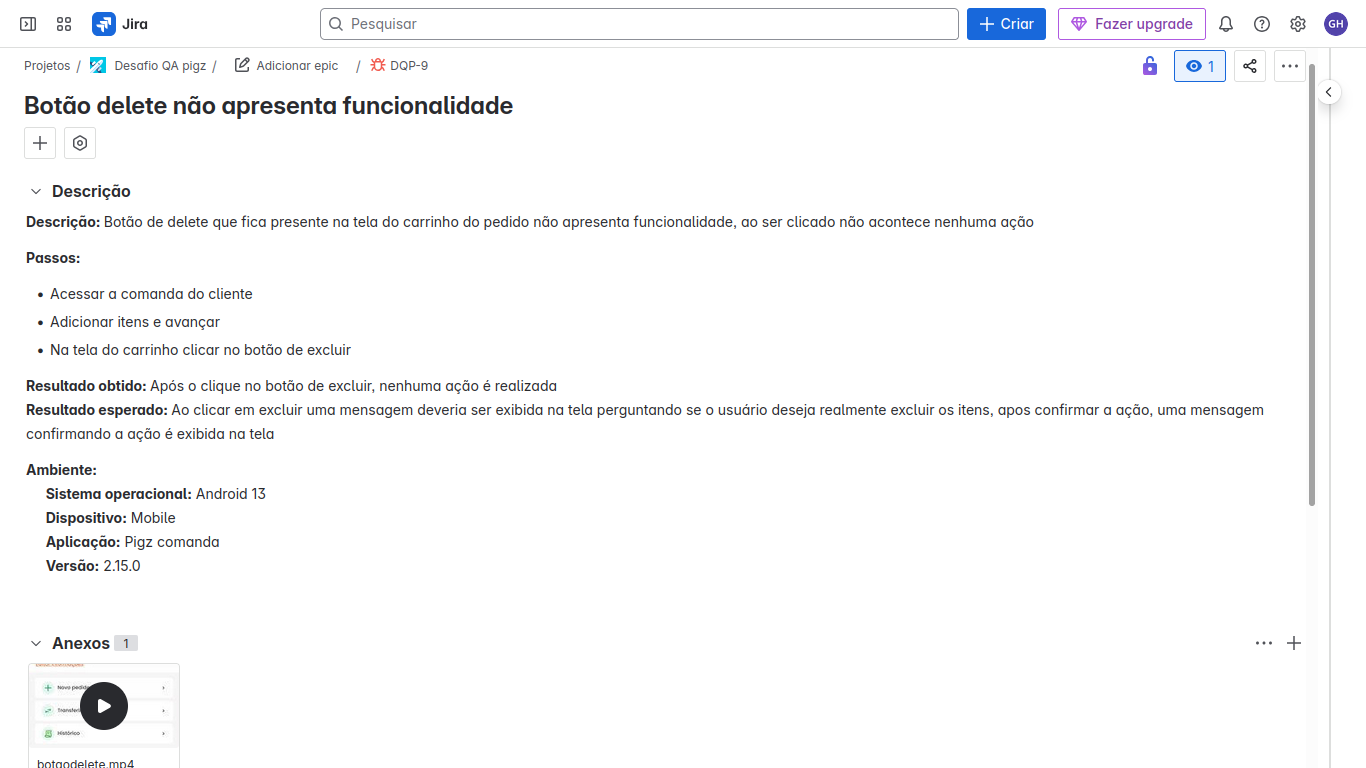 Jira
Pesquisar
Criar
Fazer upgrade
GH
Projetos / Desafio QA pigz / Adicionar epic / DQP-9
1
Botão delete não apresenta funcionalidade
Descrição
Descrição: Botão de delete que fica presente na tela do carrinho do pedido não apresenta funcionalidade, ao ser clicado não acontece nenhuma ação
Passos:
• Acessar a comanda do cliente
• Adicionar itens e avançar
• Na tela do carrinho clicar no botão de excluir
Resultado obtido: Após o clique no botão de excluir, nenhuma ação é realizada
Resultado esperado: Ao clicar em excluir uma mensagem deveria ser exibida na tela perguntando se o usuário deseja realmente excluir os itens, apos confirmar a ação, uma mensagem
confirmando a ação é exibida na tela
Ambiente:
Sistema operacional: Android 13
Dispositivo: Mobile
Aplicação: Pigz comanda
Versão: 2.15.0
Anexos 1
Novo
Histórico
botaodelete.mp4